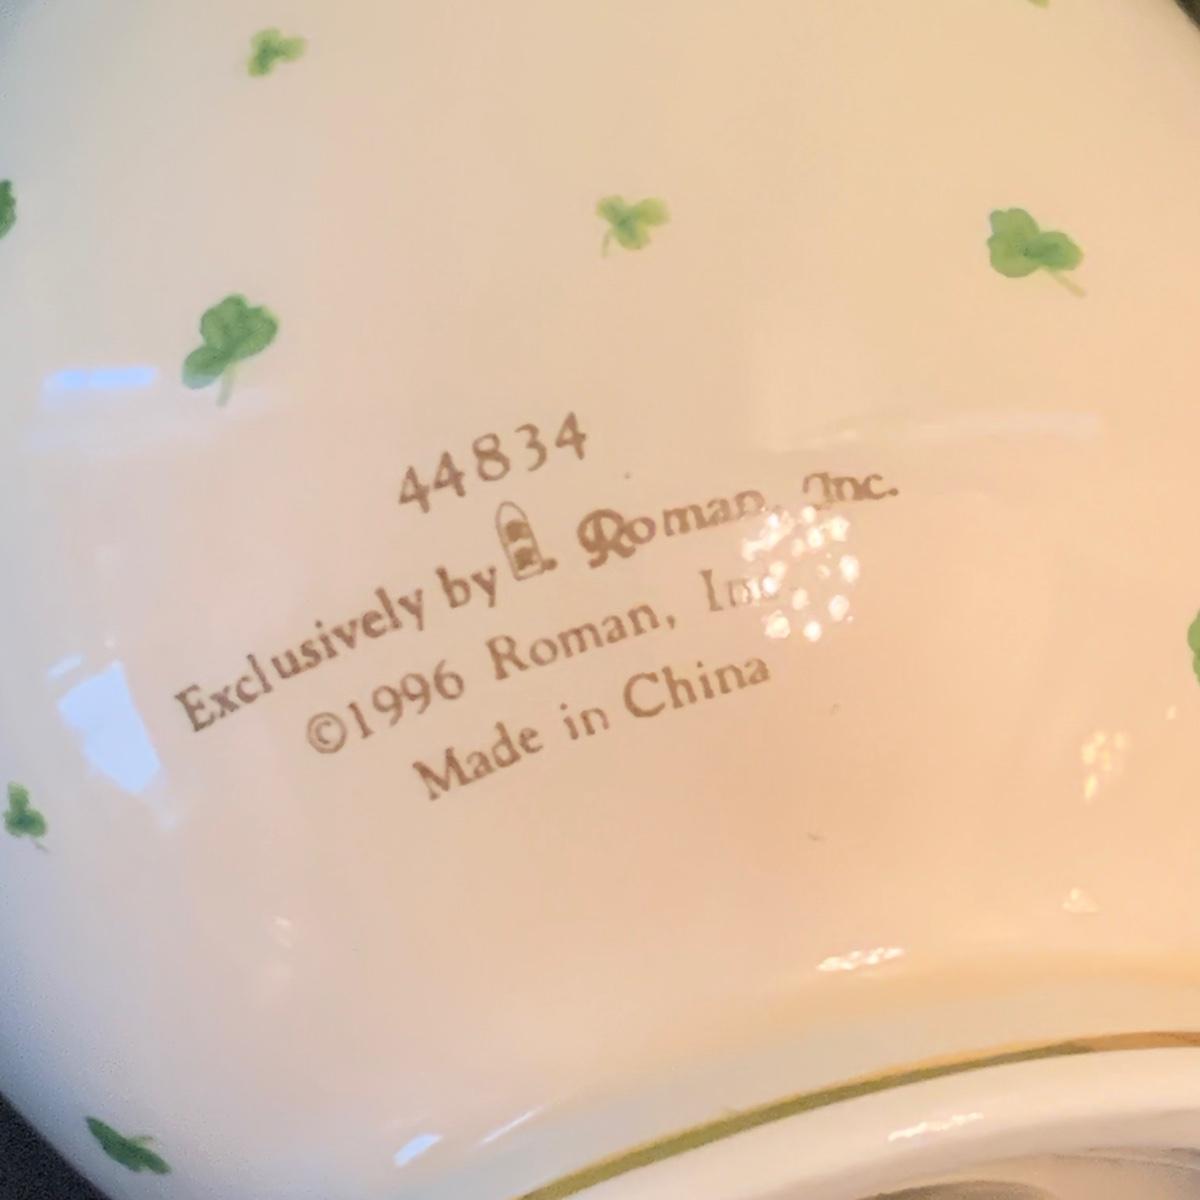 44834
Exclusively by Roman, Inc.
©1996 Roman, Inc.
Made in China